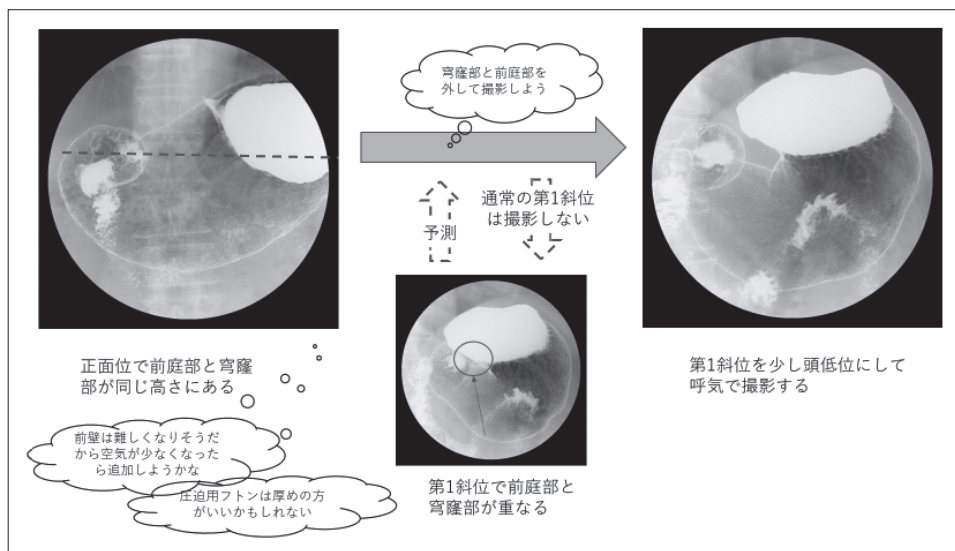 穹窿部と前庭部を
外して撮影しよう
予測
通常の第1斜位
は撮影しない
正面位で前庭部と穹窿
部が同じ高さにある
前壁は難しくなりそうだ
から空気が少なくなった
ら追加しようかな
圧迫用フトンは厚めの方
がいいかもしれない
第1斜位で前庭部と
穹窿部が重なる
第1斜位を少し頭低位にして
呼気で撮影する